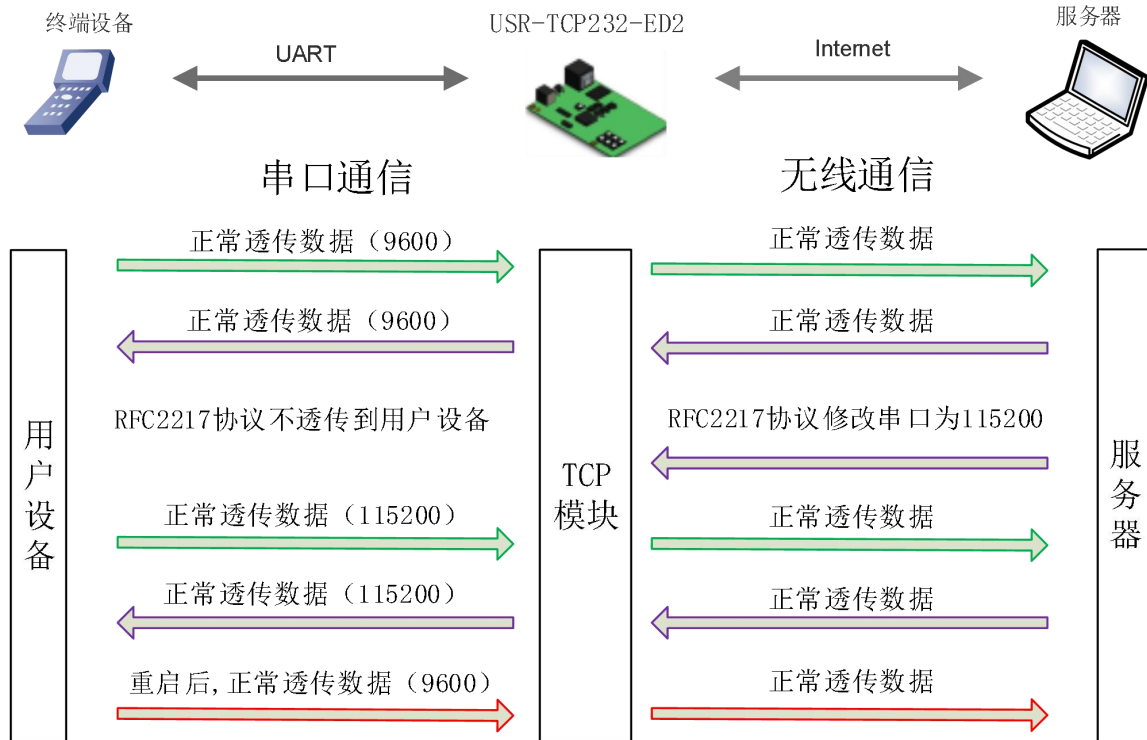 终端设备
USR-TCP232-ED2
服务器
UART
Internet
串口通信
无线通信
正常透传数据（9600）
正常透传数据
正常透传数据（9600）
正常透传数据
RFC2217协议不透传到用户设备
RFC2217协议修改串口为115200
用户设备
TCP
模块
服务器
正常透传数据（115200）
正常透传数据
正常透传数据（115200）
正常透传数据
重启后,正常透传数据（9600）
正常透传数据